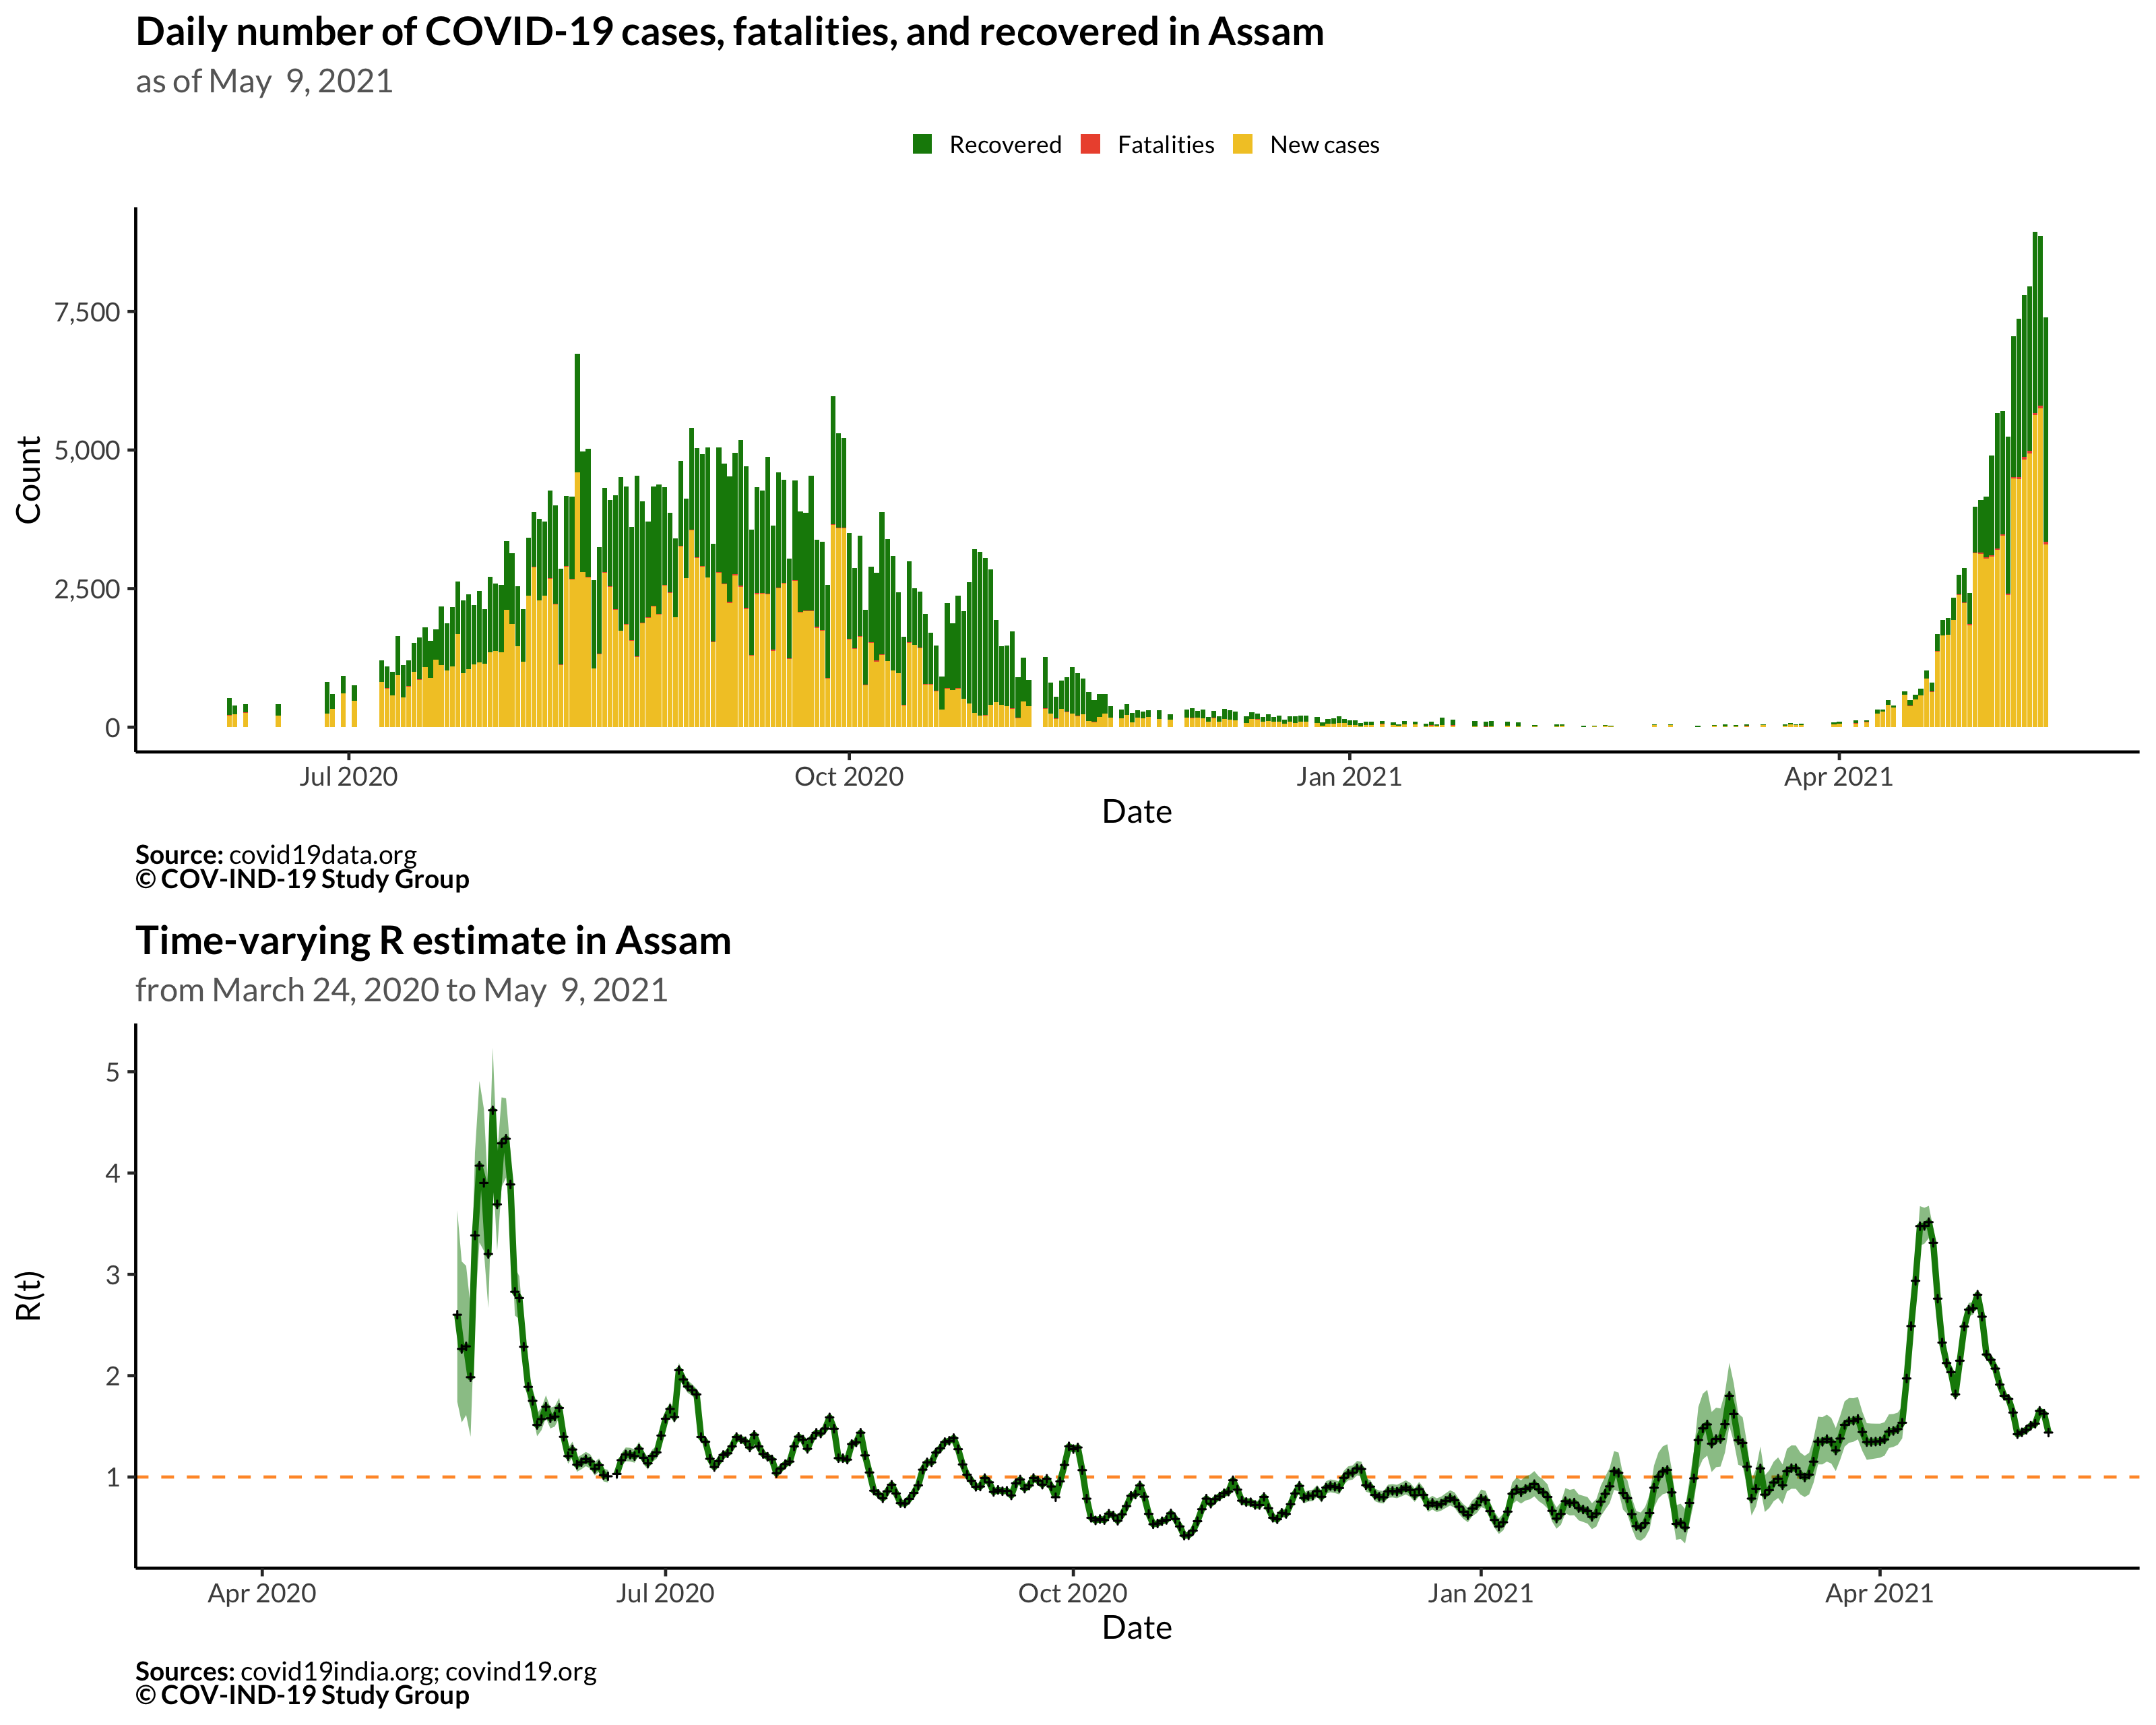 Daily number of COVID-19 cases, fatalities, and recovered in Assam
as of May  9, 2021
Recovered Fatalities New cases
Count
7,500
5,000
2,500
0
Jul 2020 Oct 2020 Jan 2021 Apr 2021
Date
Source: covid19data.org
© COV-IND-19 Study Group
Time-varying R estimate in Assam
from March 24, 2020 to May  9, 2021
R(t)
5
4
3
2
1
Apr 2020 Jul 2020 Oct 2020 Jan 2021 Apr 2021
Date
Sources: covid19india.org; covind19.org
© COV-IND-19 Study Group